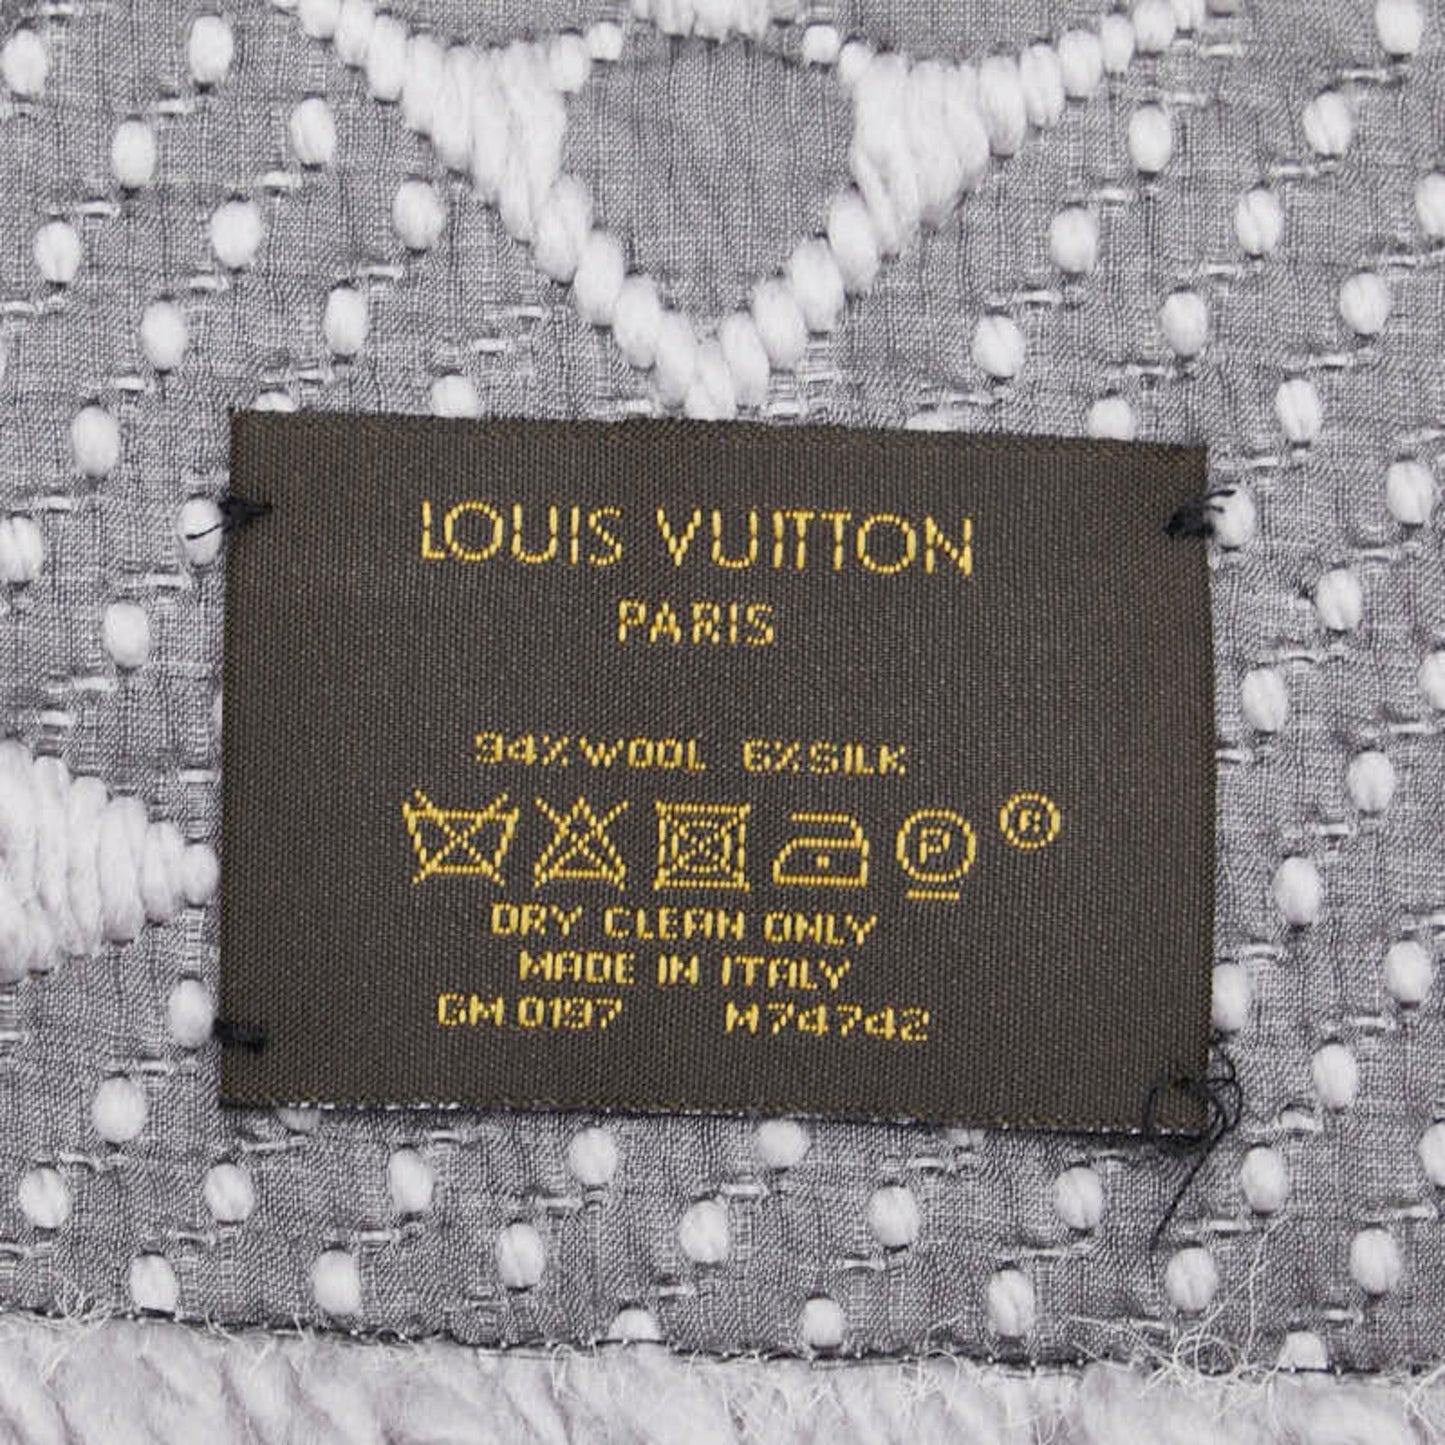 LOUIS VUITTON
PARIS
94% WOOL 6% SILK
P ®
DRY CLEAN ONLY
MADE IN ITALY
GM 0197 M74742